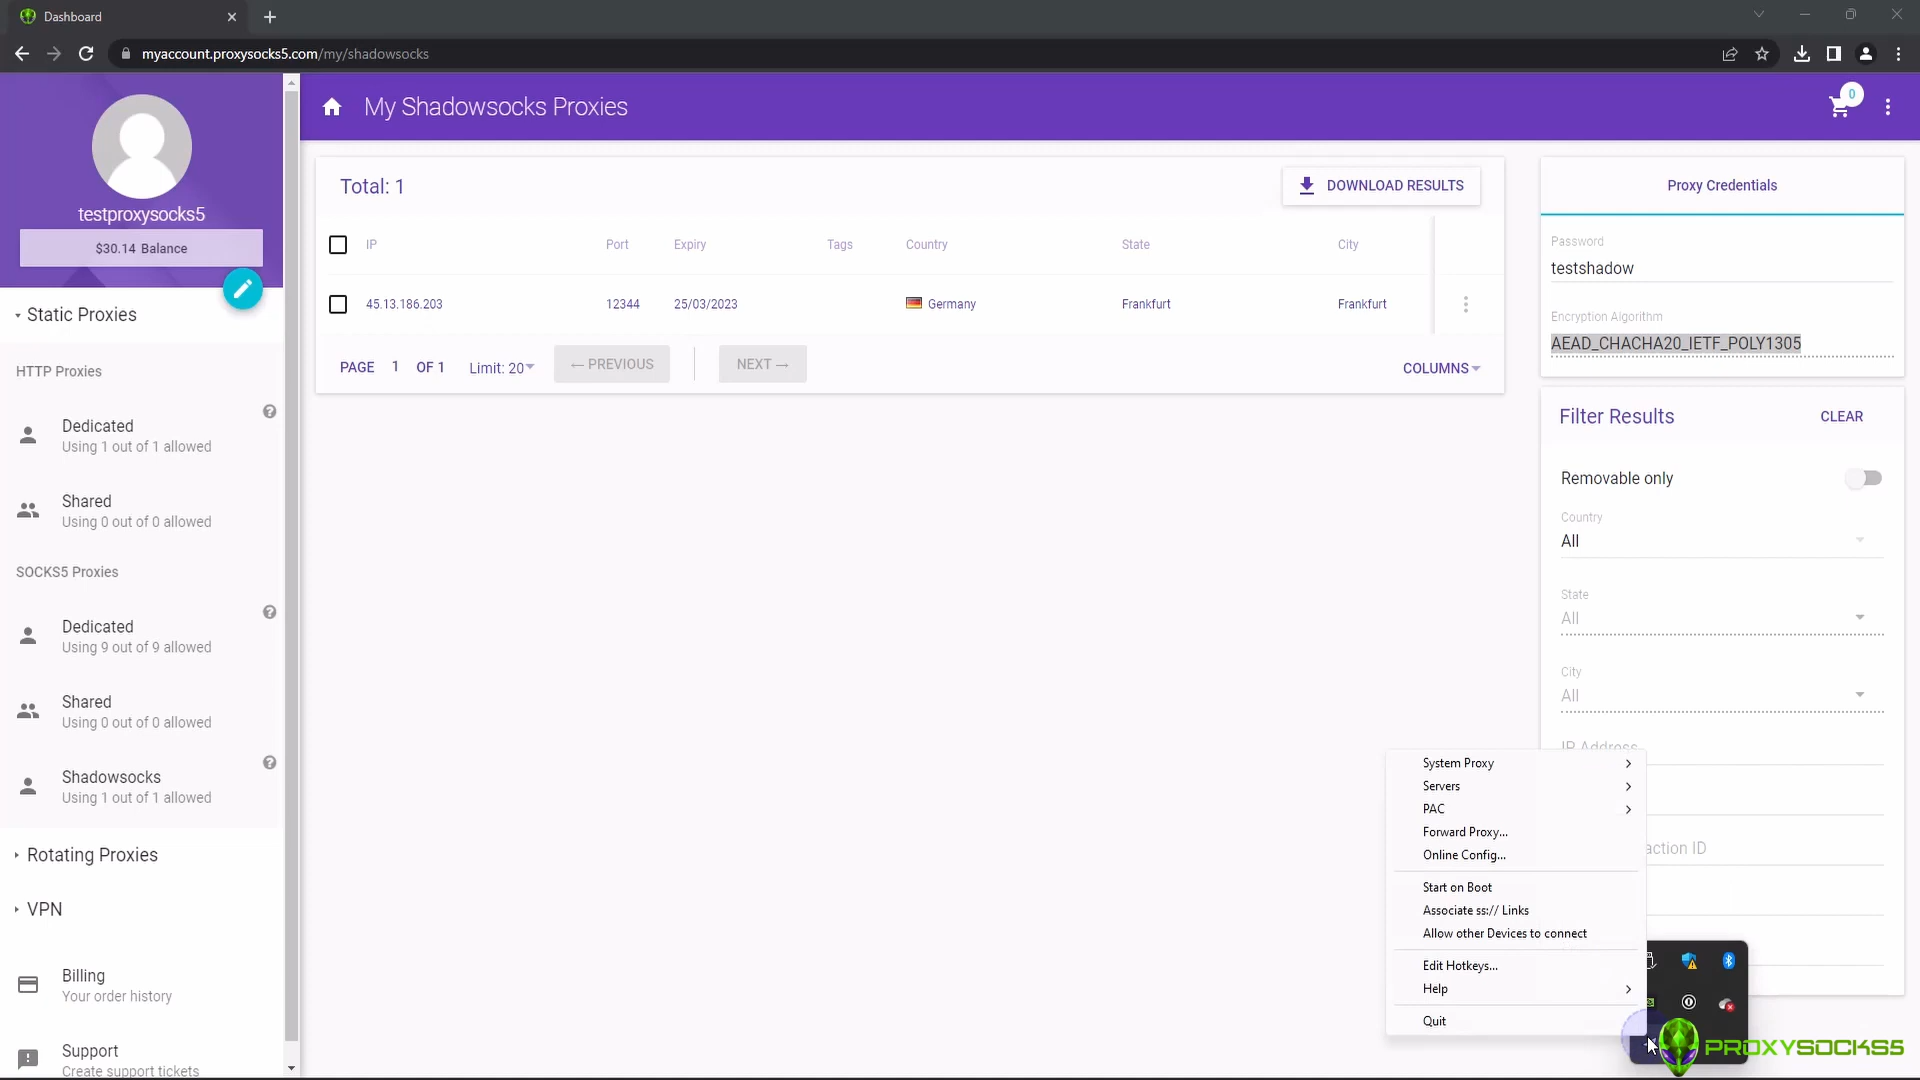 Dashboard
myaccount.proxysocks5.com/my/shadowsocks
testproxysocks5
$30.14 Balance
Static Proxies
HTTP Proxies
Dedicated
Using 1 out of 1 allowed
Shared
Using 0 out of 0 allowed
SOCKS5 Proxies
Dedicated
Using 9 out of 9 allowed
Shared
Using 0 out of 0 allowed
Shadowsocks
Using 1 out of 1 allowed
Rotating Proxies
VPN
Billing
Your order history
Support
Create support tickets
My Shadowsocks Proxies
0
Total: 1
DOWNLOAD RESULTS
IP Port Expiry Tags Country State City
45.13.186.203 12344 25/03/2023 Germany Frankfurt Frankfurt
PAGE 1 OF 1 Limit: 20 ← PREVIOUS NEXT → COLUMNS
Proxy Credentials
Password
testshadow
Encryption Algorithm
AEAD_CHACHA20_IETF_POLY1305
Filter Results CLEAR
Removable only
Country
All
State
All
City
All
IP Address
action ID
System Proxy
Servers
PAC
Forward Proxy...
Online Config...
Start on Boot
Associate ss:// Links
Allow other Devices to connect
Edit Hotkeys...
Help
Quit
PROXYSOCKS5